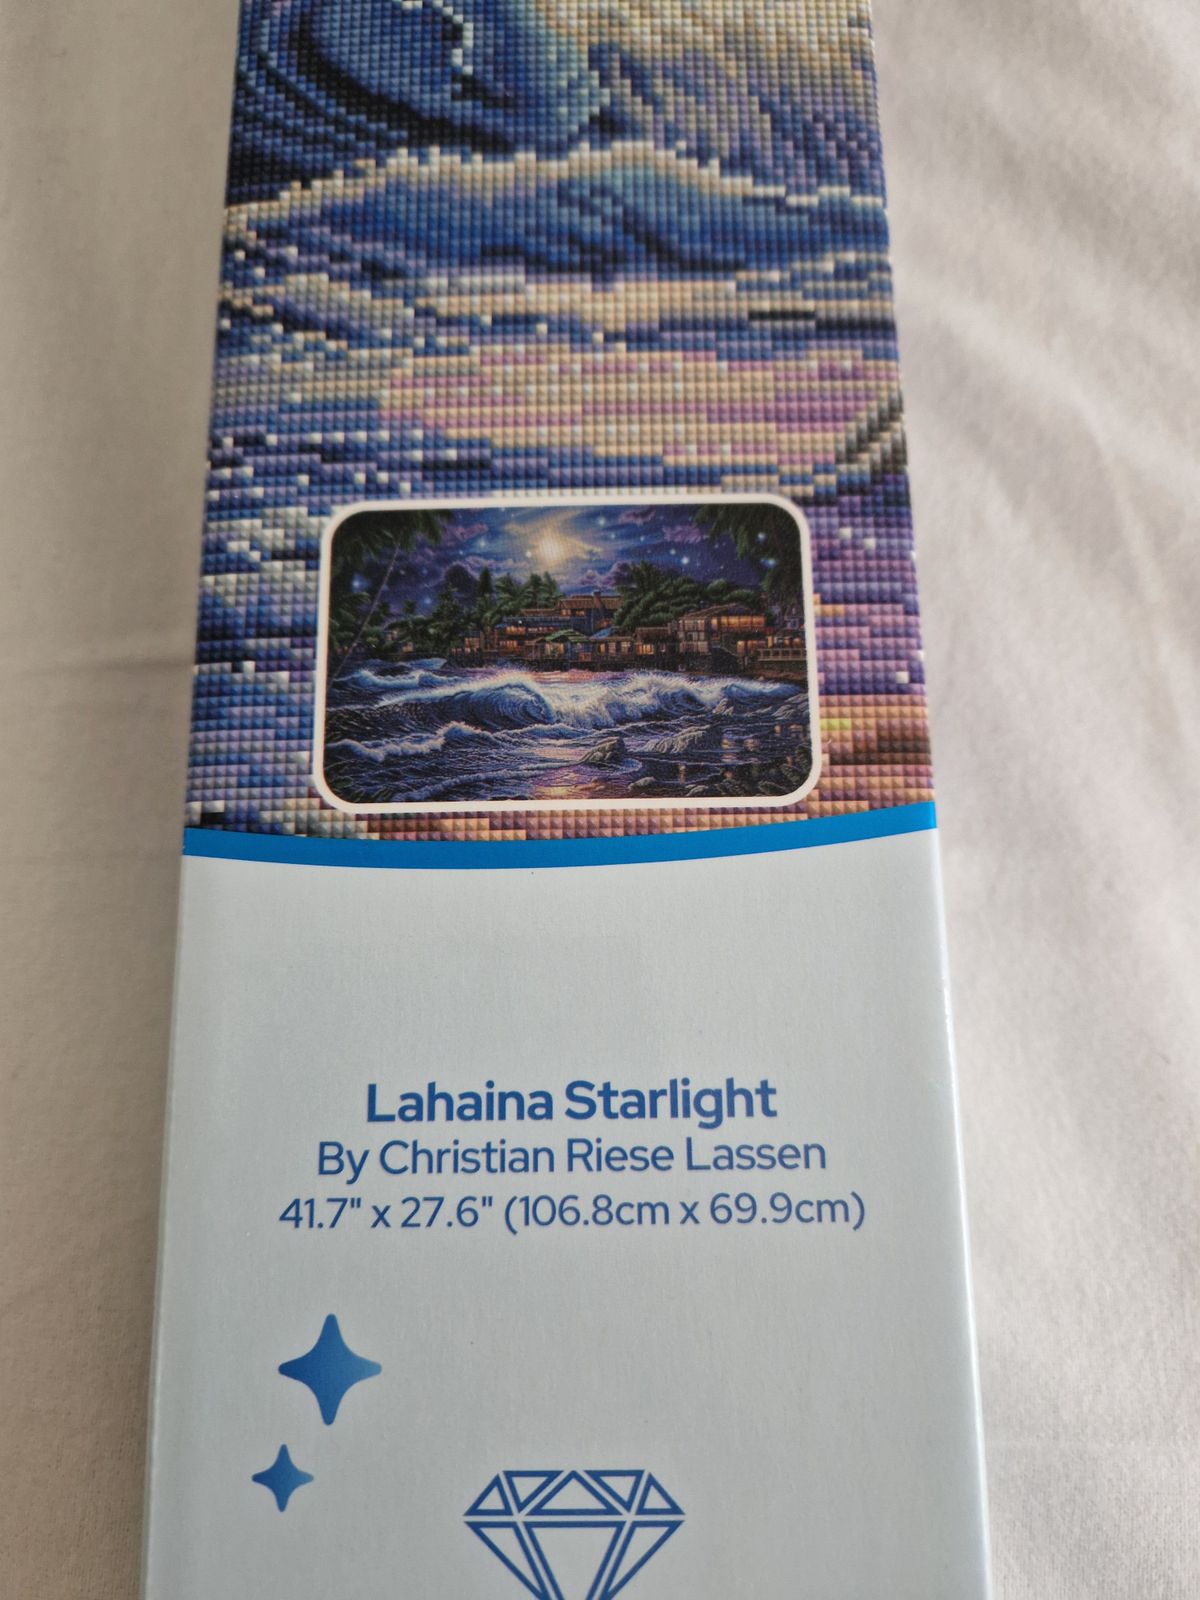 Lahaina Starlight
By Christian Riese Lassen
41.7" x 27.6" (106.8cm x 69.9cm)